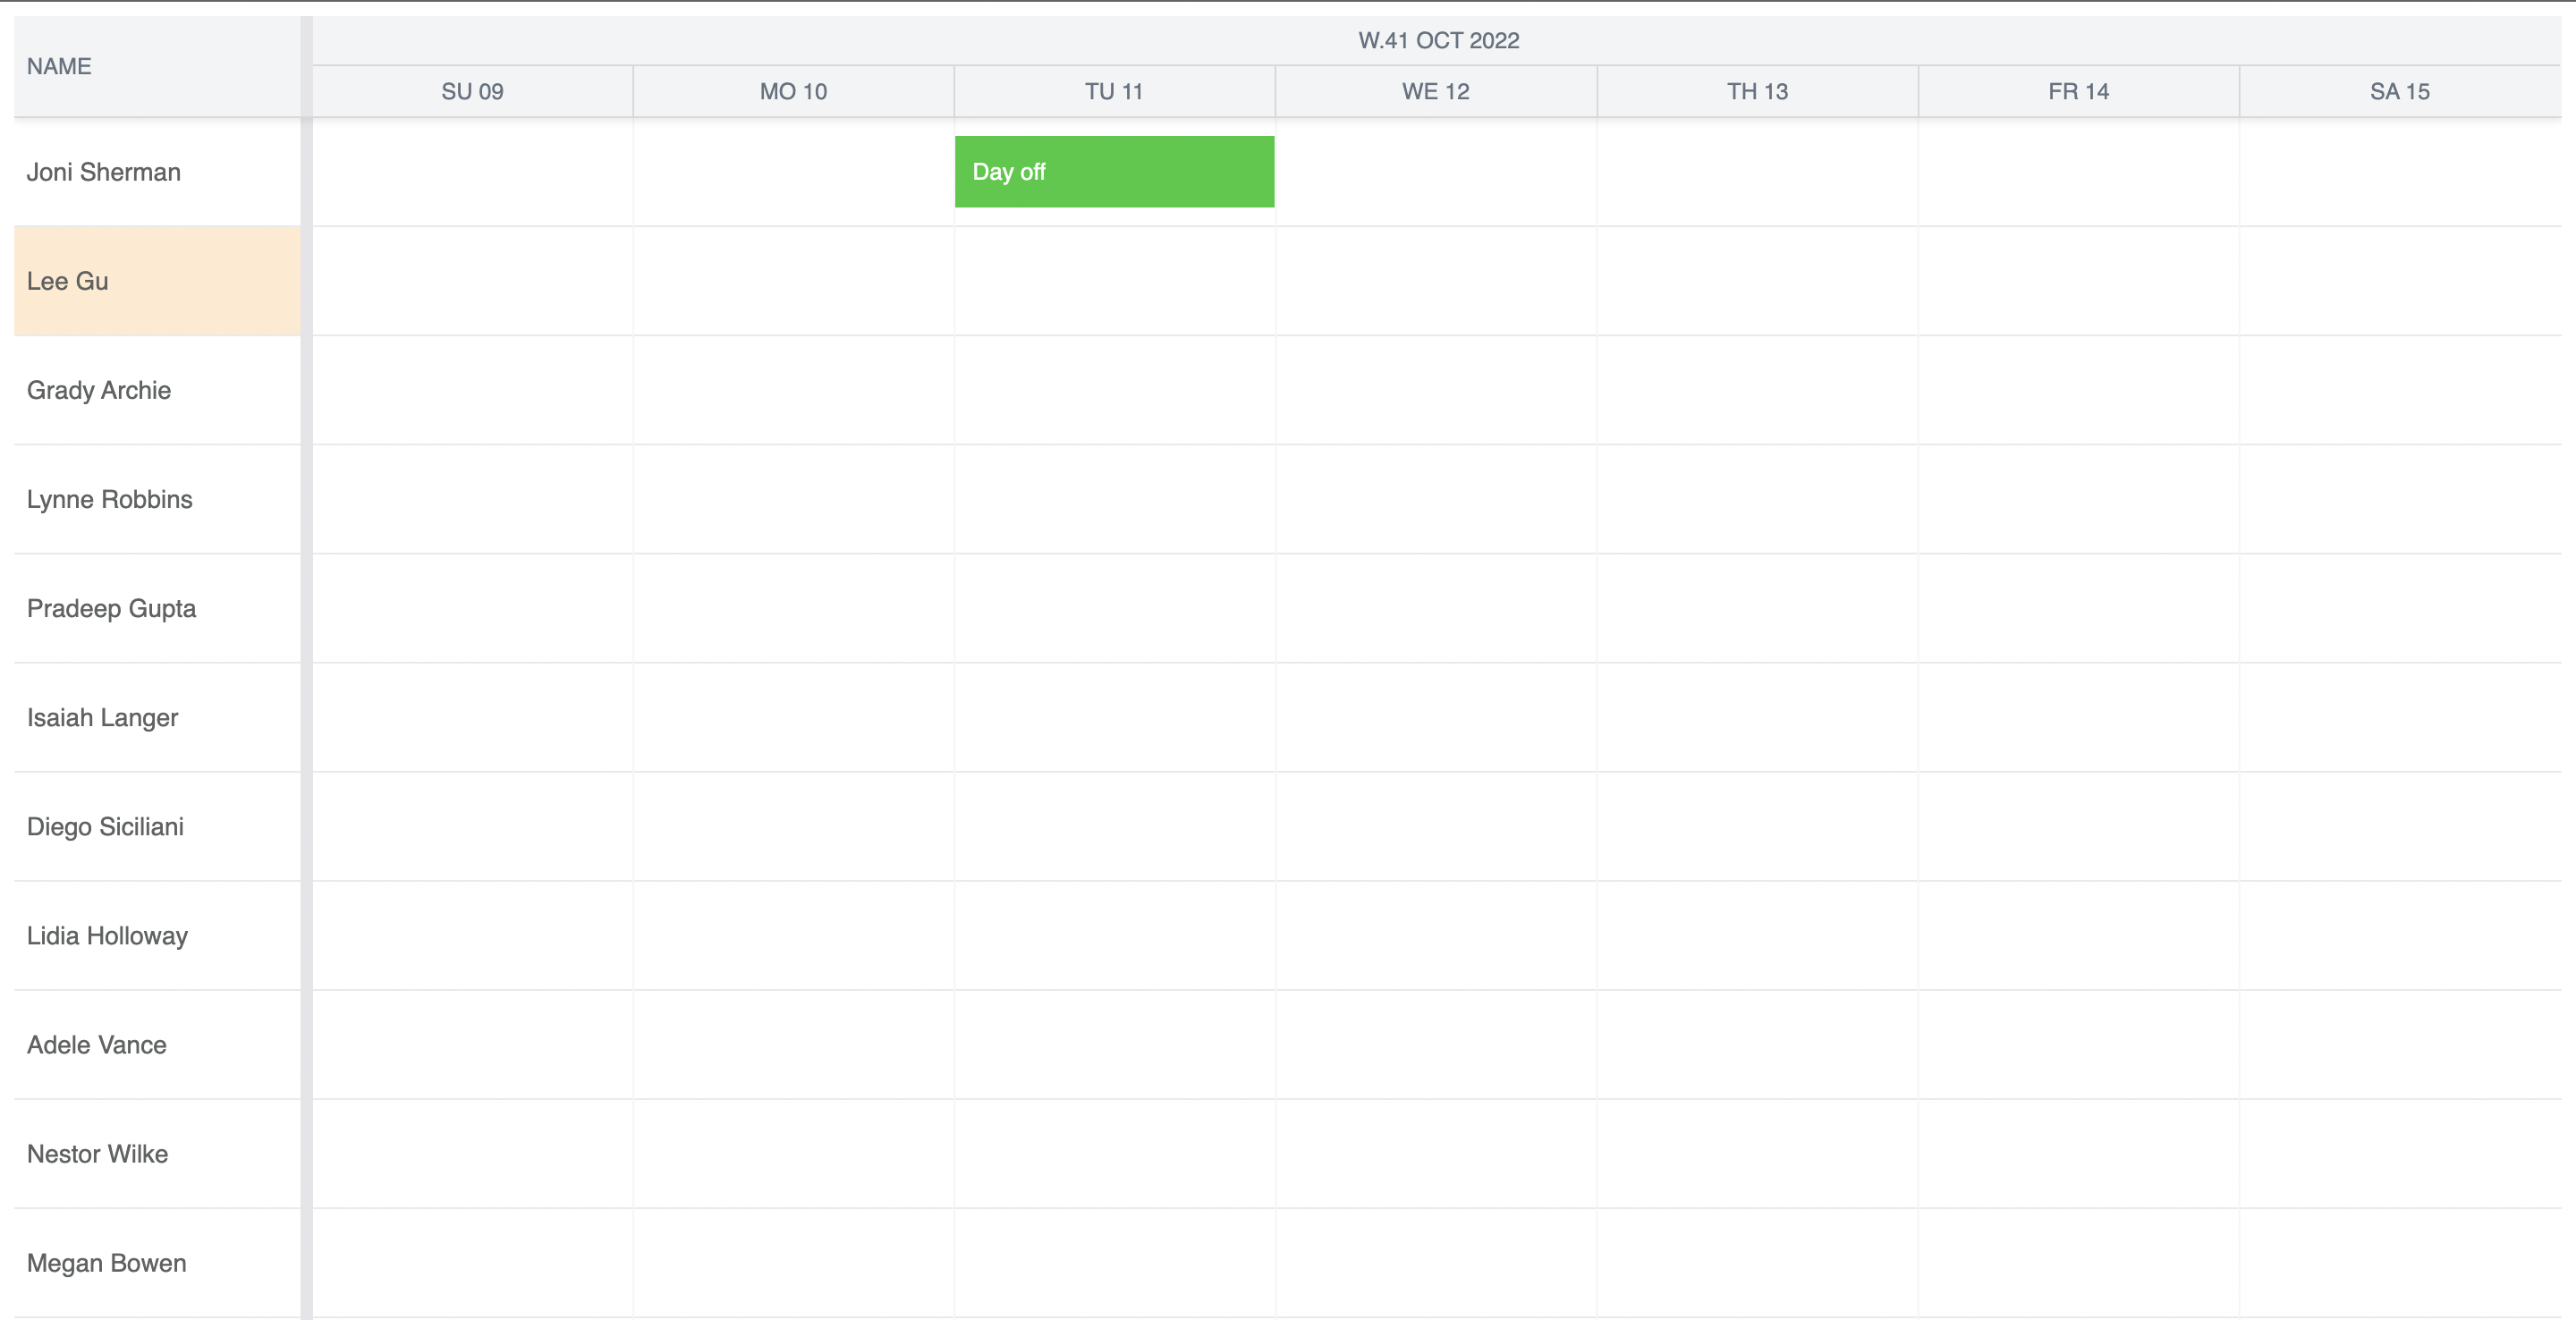 NAME
W.41 OCT 2022
SU 09 MO 10 TU 11 WE 12 TH 13 FR 14 SA 15
Joni Sherman Day off
Lee Gu
Grady Archie
Lynne Robbins
Pradeep Gupta
Isaiah Langer
Diego Siciliani
Lidia Holloway
Adele Vance
Nestor Wilke
Megan Bowen